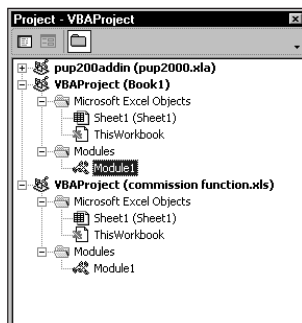 Project - VBAProject
pup200addin (pup2000.xla)
VBAProject (Book1)
Microsoft Excel Objects
Sheet1 (Sheet1)
ThisWorkbook
Modules
Module1
VBAProject (commission function.xls)
Microsoft Excel Objects
Sheet1 (Sheet1)
ThisWorkbook
Modules
Module1